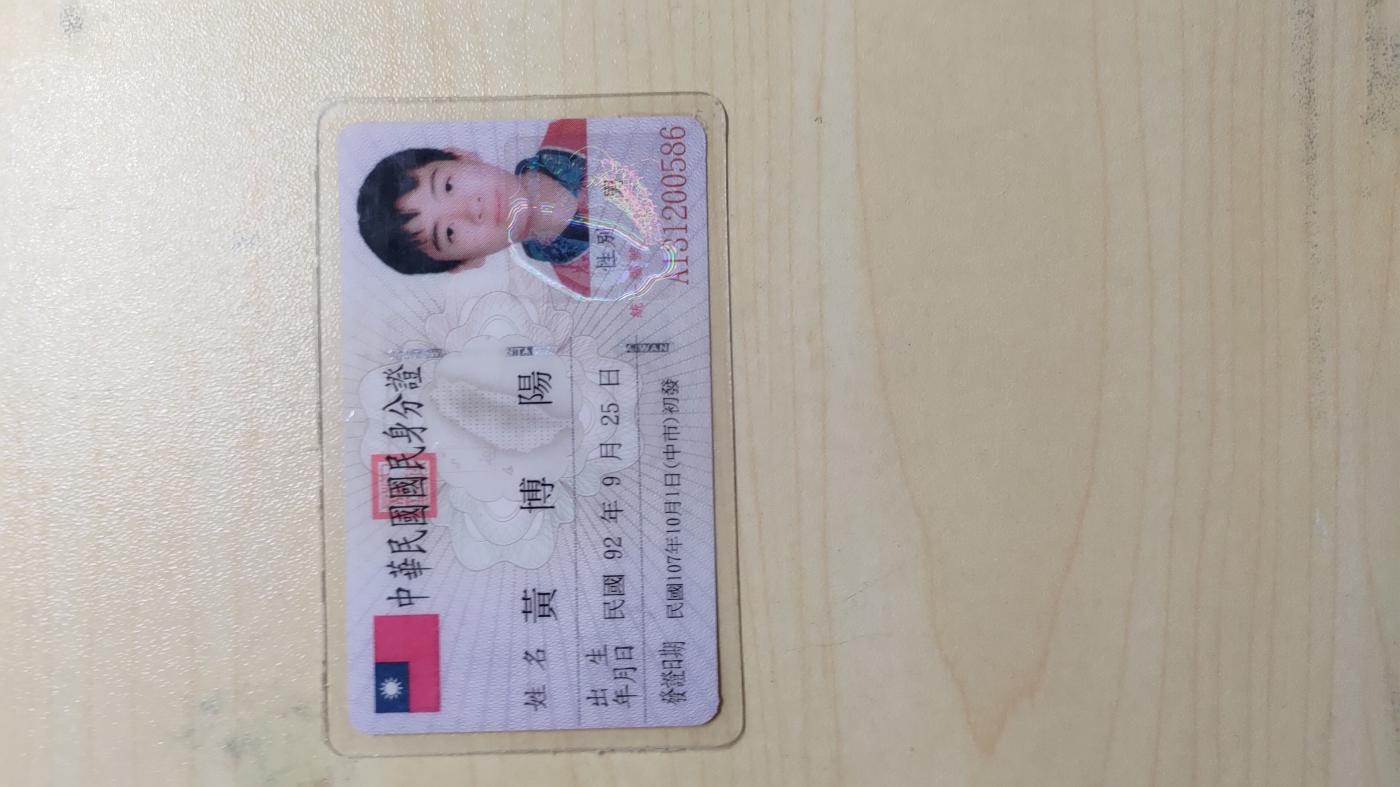 中華民國國民身分證
姓名 黃博陽
出生年月日 民國 92 年 9 月 25 日
性別 男
發證日期 民國107年10月1日(中市)初發
A131200586